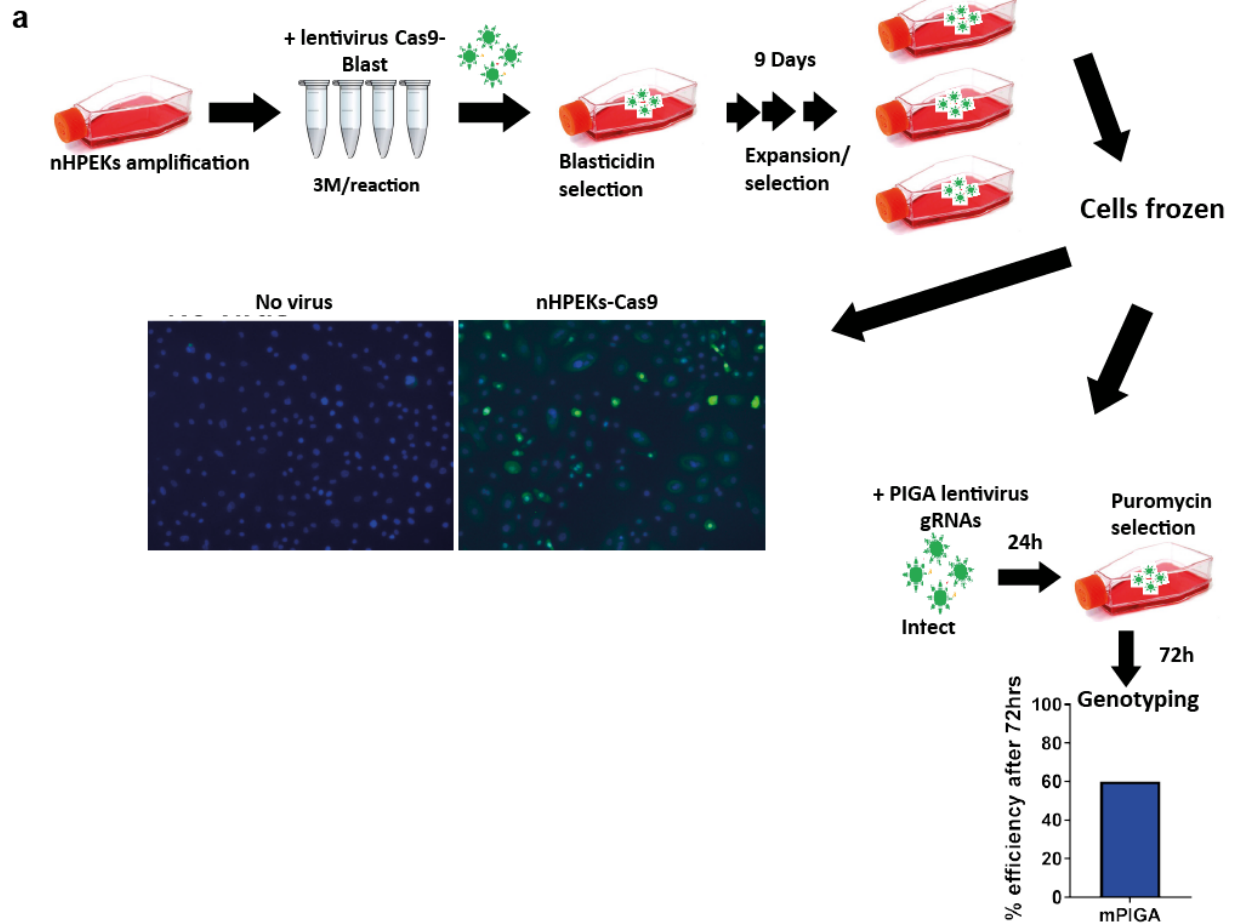 a
+ lentivirus Cas9-
Blast
nHPEKs amplification
3M/reaction
Blasticidin
selection
9 Days
Expansion/
selection
Cells frozen
No virus
nHPEKs-Cas9
+ PIGA lentivirus
gRNAs
Intect
24h
Puromycin
selection
72h
Genotyping
% efficiency after 72hrs
100
80
60
40
20
0
mPIGA